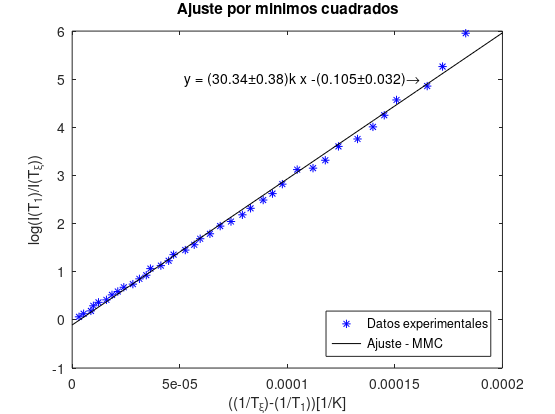 Ajuste por minimos cuadrados
6
5
4
3
2
1
0
-1
log(I(T₁)/I(Tξ))
y = (30.34±0.38)k x -(0.105±0.032)→
Datos experimentales
Ajuste - MMC
0 5e-05 0.0001 0.00015 0.0002
((1/Tξ)-(1/T₁))[1/K]